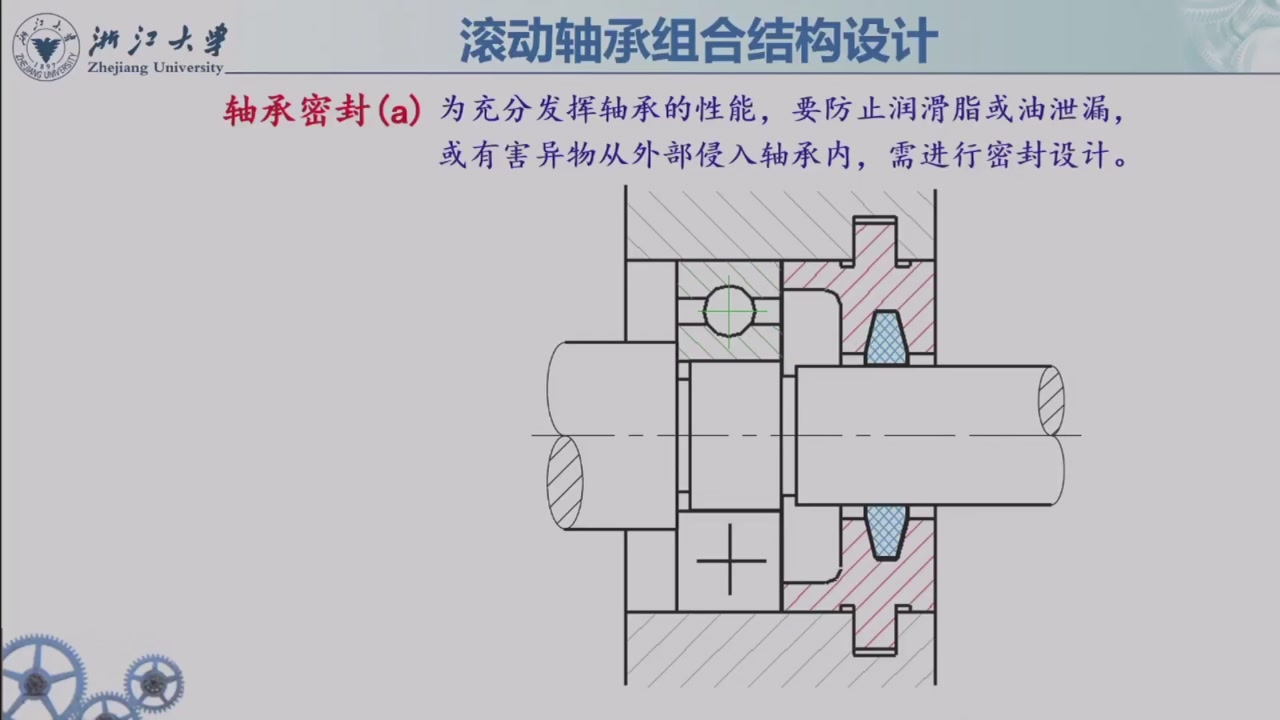 浙江大学
Zhejiang University
滚动轴承组合结构设计
轴承密封(a) 为充分发挥轴承的性能，要防止润滑脂或油泄漏，
或有害异物从外部侵入轴承内，需进行密封设计。